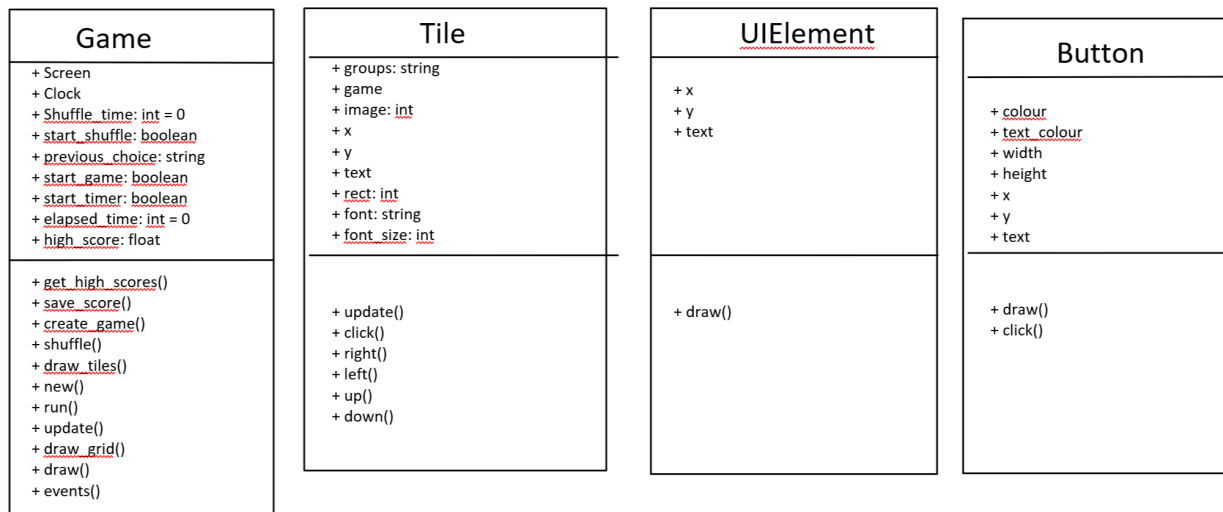 Game
+ Screen
+ Clock
+ Shuffle_time: int = 0
+ start_shuffle: boolean
+ previous_choice: string
+ start_game: boolean
+ start_timer: boolean
+ elapsed_time: int = 0
+ high_score: float
+ get_high_scores()
+ save_score()
+ create_game()
+ shuffle()
+ draw_tiles()
+ new()
+ run()
+ update()
+ draw_grid()
+ draw()
+ events()
Tile
+ groups: string
+ game
+ image: int
+ x
+ y
+ text
+ rect: int
+ font: string
+ font_size: int
+ update()
+ click()
+ right()
+ left()
+ up()
+ down()
UIElement
+ x
+ y
+ text
+ draw()
Button
+ colour
+ text_colour
+ width
+ height
+ x
+ y
+ text
+ draw()
+ click()